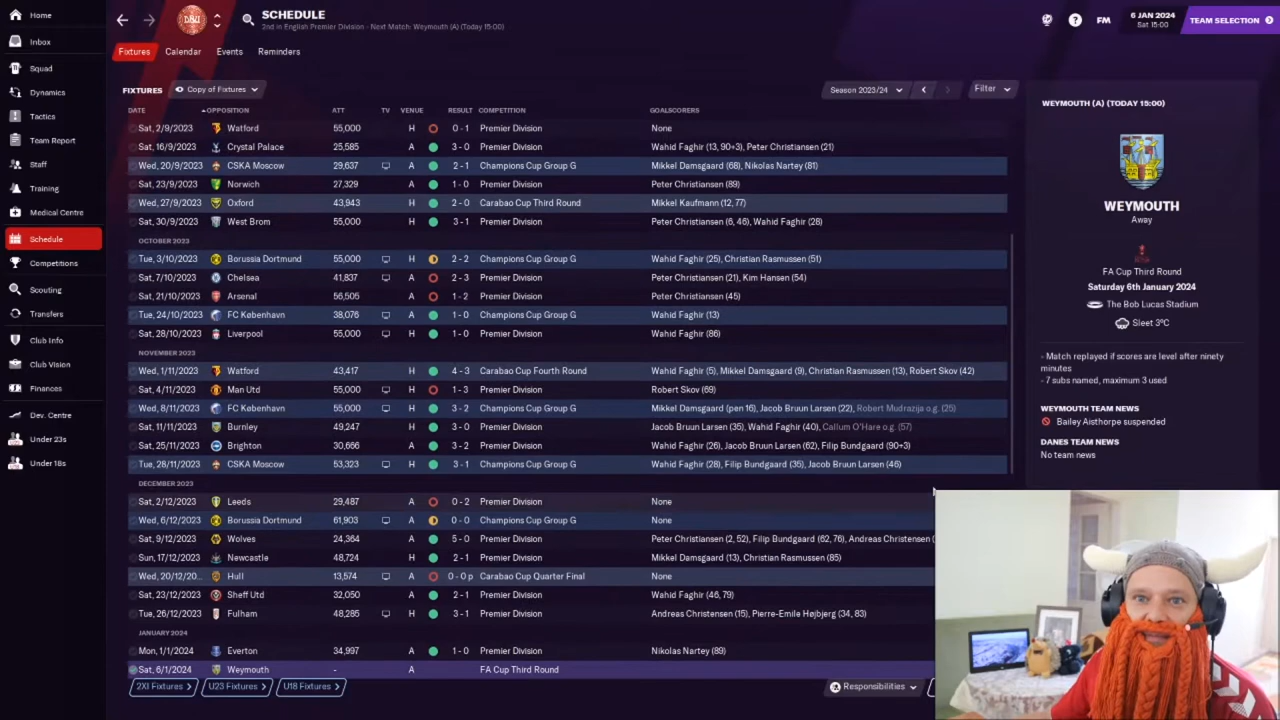 Home
Inbox
Squad
Dynamics
Tactics
Team Report
Staff
Training
Medical Centre
Schedule
Competitions
Scouting
Transfers
Club Info
Club Vision
Finances
Dev. Centre
Under 23s
Under 18s
DBU
SCHEDULE
2nd in English Premier Division - Next Match: Weymouth (A) (Today 15:00)
? FM
6 JAN 2024
Sat 15:00
TEAM SELECTION
Fixtures Calendar Events Reminders
FIXTURES Copy of Fixtures Season 2023/24 Filter
DATE OPPOSITION ATT TV VENUE RESULT COMPETITION GOALSCORERS
Sat, 2/9/2023 Watford 55,000 H 0 - 1 Premier Division None
Sat, 16/9/2023 Crystal Palace 25,585 A 3 - 0 Premier Division Wahid Faghir (13, 90+3), Peter Christiansen (21)
Wed, 20/9/2023 CSKA Moscow 29,637 A 2 - 1 Champions Cup Group G Mikkel Damsgaard (68), Nikolas Nartey (81)
Sat, 23/9/2023 Norwich 27,329 A 1 - 0 Premier Division Peter Christiansen (89)
Wed, 27/9/2023 Oxford 43,943 H 2 - 0 Carabao Cup Third Round Mikkel Kaufmann (12, 77)
Sat, 30/9/2023 West Brom 55,000 H 3 - 1 Premier Division Peter Christiansen (6, 46), Wahid Faghir (28)
OCTOBER 2023
Tue, 3/10/2023 Borussia Dortmund 55,000 H 2 - 2 Champions Cup Group G Wahid Faghir (25), Christian Rasmussen (51)
Sat, 7/10/2023 Chelsea 41,837 A 2 - 3 Premier Division Peter Christiansen (21), Kim Hansen (54)
Sat, 21/10/2023 Arsenal 56,505 A 1 - 2 Premier Division Peter Christiansen (45)
Tue, 24/10/2023 FC København 38,076 A 1 - 0 Champions Cup Group G Wahid Faghir (13)
Sat, 28/10/2023 Liverpool 55,000 H 1 - 0 Premier Division Wahid Faghir (86)
NOVEMBER 2023
Wed, 1/11/2023 Watford 43,417 H 4 - 3 Carabao Cup Fourth Round Wahid Faghir (5), Mikkel Damsgaard (9), Christian Rasmussen (13), Robert Skov (42)
Sat, 4/11/2023 Man Utd 55,000 H 1 - 3 Premier Division Robert Skov (69)
Wed, 8/11/2023 FC København 55,000 H 3 - 2 Champions Cup Group G Mikkel Damsgaard (pen 16), Jacob Bruun Larsen (22), Robert Mudrazija o.g. (25)
Sat, 11/11/2023 Burnley 49,247 H 3 - 0 Premier Division Jacob Bruun Larsen (35), Wahid Faghir (40), Callum O'Hare o.g. (57)
Sat, 25/11/2023 Brighton 30,666 A 3 - 2 Premier Division Wahid Faghir (26), Jacob Bruun Larsen (62), Filip Bundgaard (90+3)
Tue, 28/11/2023 CSKA Moscow 53,323 H 3 - 1 Champions Cup Group G Wahid Faghir (28), Filip Bundgaard (35), Jacob Bruun Larsen (46)
DECEMBER 2023
Sat, 2/12/2023 Leeds 29,487 A 0 - 2 Premier Division None
Wed, 6/12/2023 Borussia Dortmund 61,903 A 0 - 0 Champions Cup Group G None
Sat, 9/12/2023 Wolves 24,364 A 5 - 0 Premier Division Peter Christiansen (2, 52), Filip Bundgaard (62, 76), Andreas Christensen (
Sun, 17/12/2023 Newcastle 48,724 H 2 - 1 Premier Division Mikkel Damsgaard (13), Christian Rasmussen (85)
Wed, 20/12/20... Hull 13,574 A 0 - 0 p Carabao Cup Quarter Final None
Sat, 23/12/2023 Sheff Utd 32,050 A 2 - 1 Premier Division Wahid Faghir (46, 79)
Tue, 26/12/2023 Fulham 48,285 H 3 - 1 Premier Division Andreas Christensen (15), Pierre-Emile Højbjerg (34, 83)
JANUARY 2024
Mon, 1/1/2024 Everton 34,997 A 1 - 0 Premier Division Nikolas Nartey (89)
Sat, 6/1/2024 Weymouth - A FA Cup Third Round
2XI Fixtures U23 Fixtures U18 Fixtures Responsibilities
WEYMOUTH (A) (TODAY 15:00)
WEYMOUTH
Away
FA Cup Third Round
Saturday 6th January 2024
The Bob Lucas Stadium
Sleet 3ºC
- Match replayed if scores are level after ninety
minutes
- 7 subs named, maximum 3 used
WEYMOUTH TEAM NEWS
Bailey Aisthorpe suspended
DANES TEAM NEWS
No team news